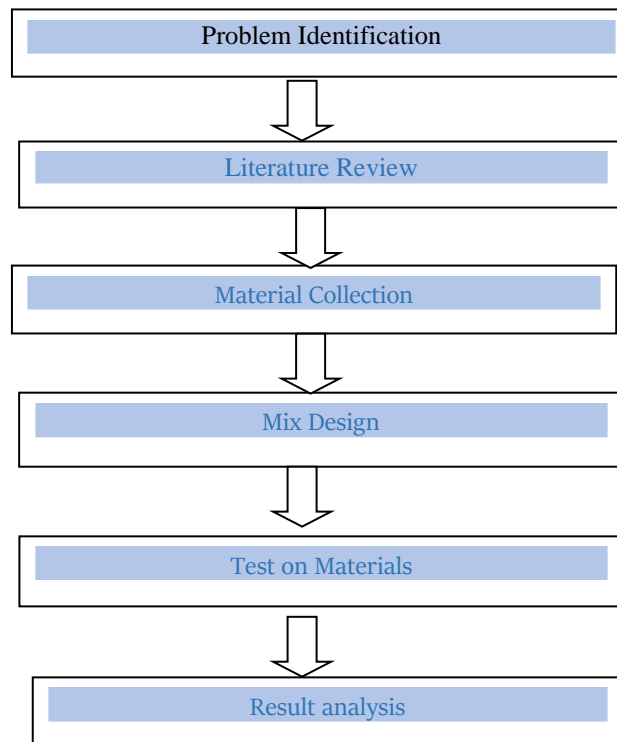 Problem Identification
Literature Review
Material Collection
Mix Design
Test on Materials
Result analysis